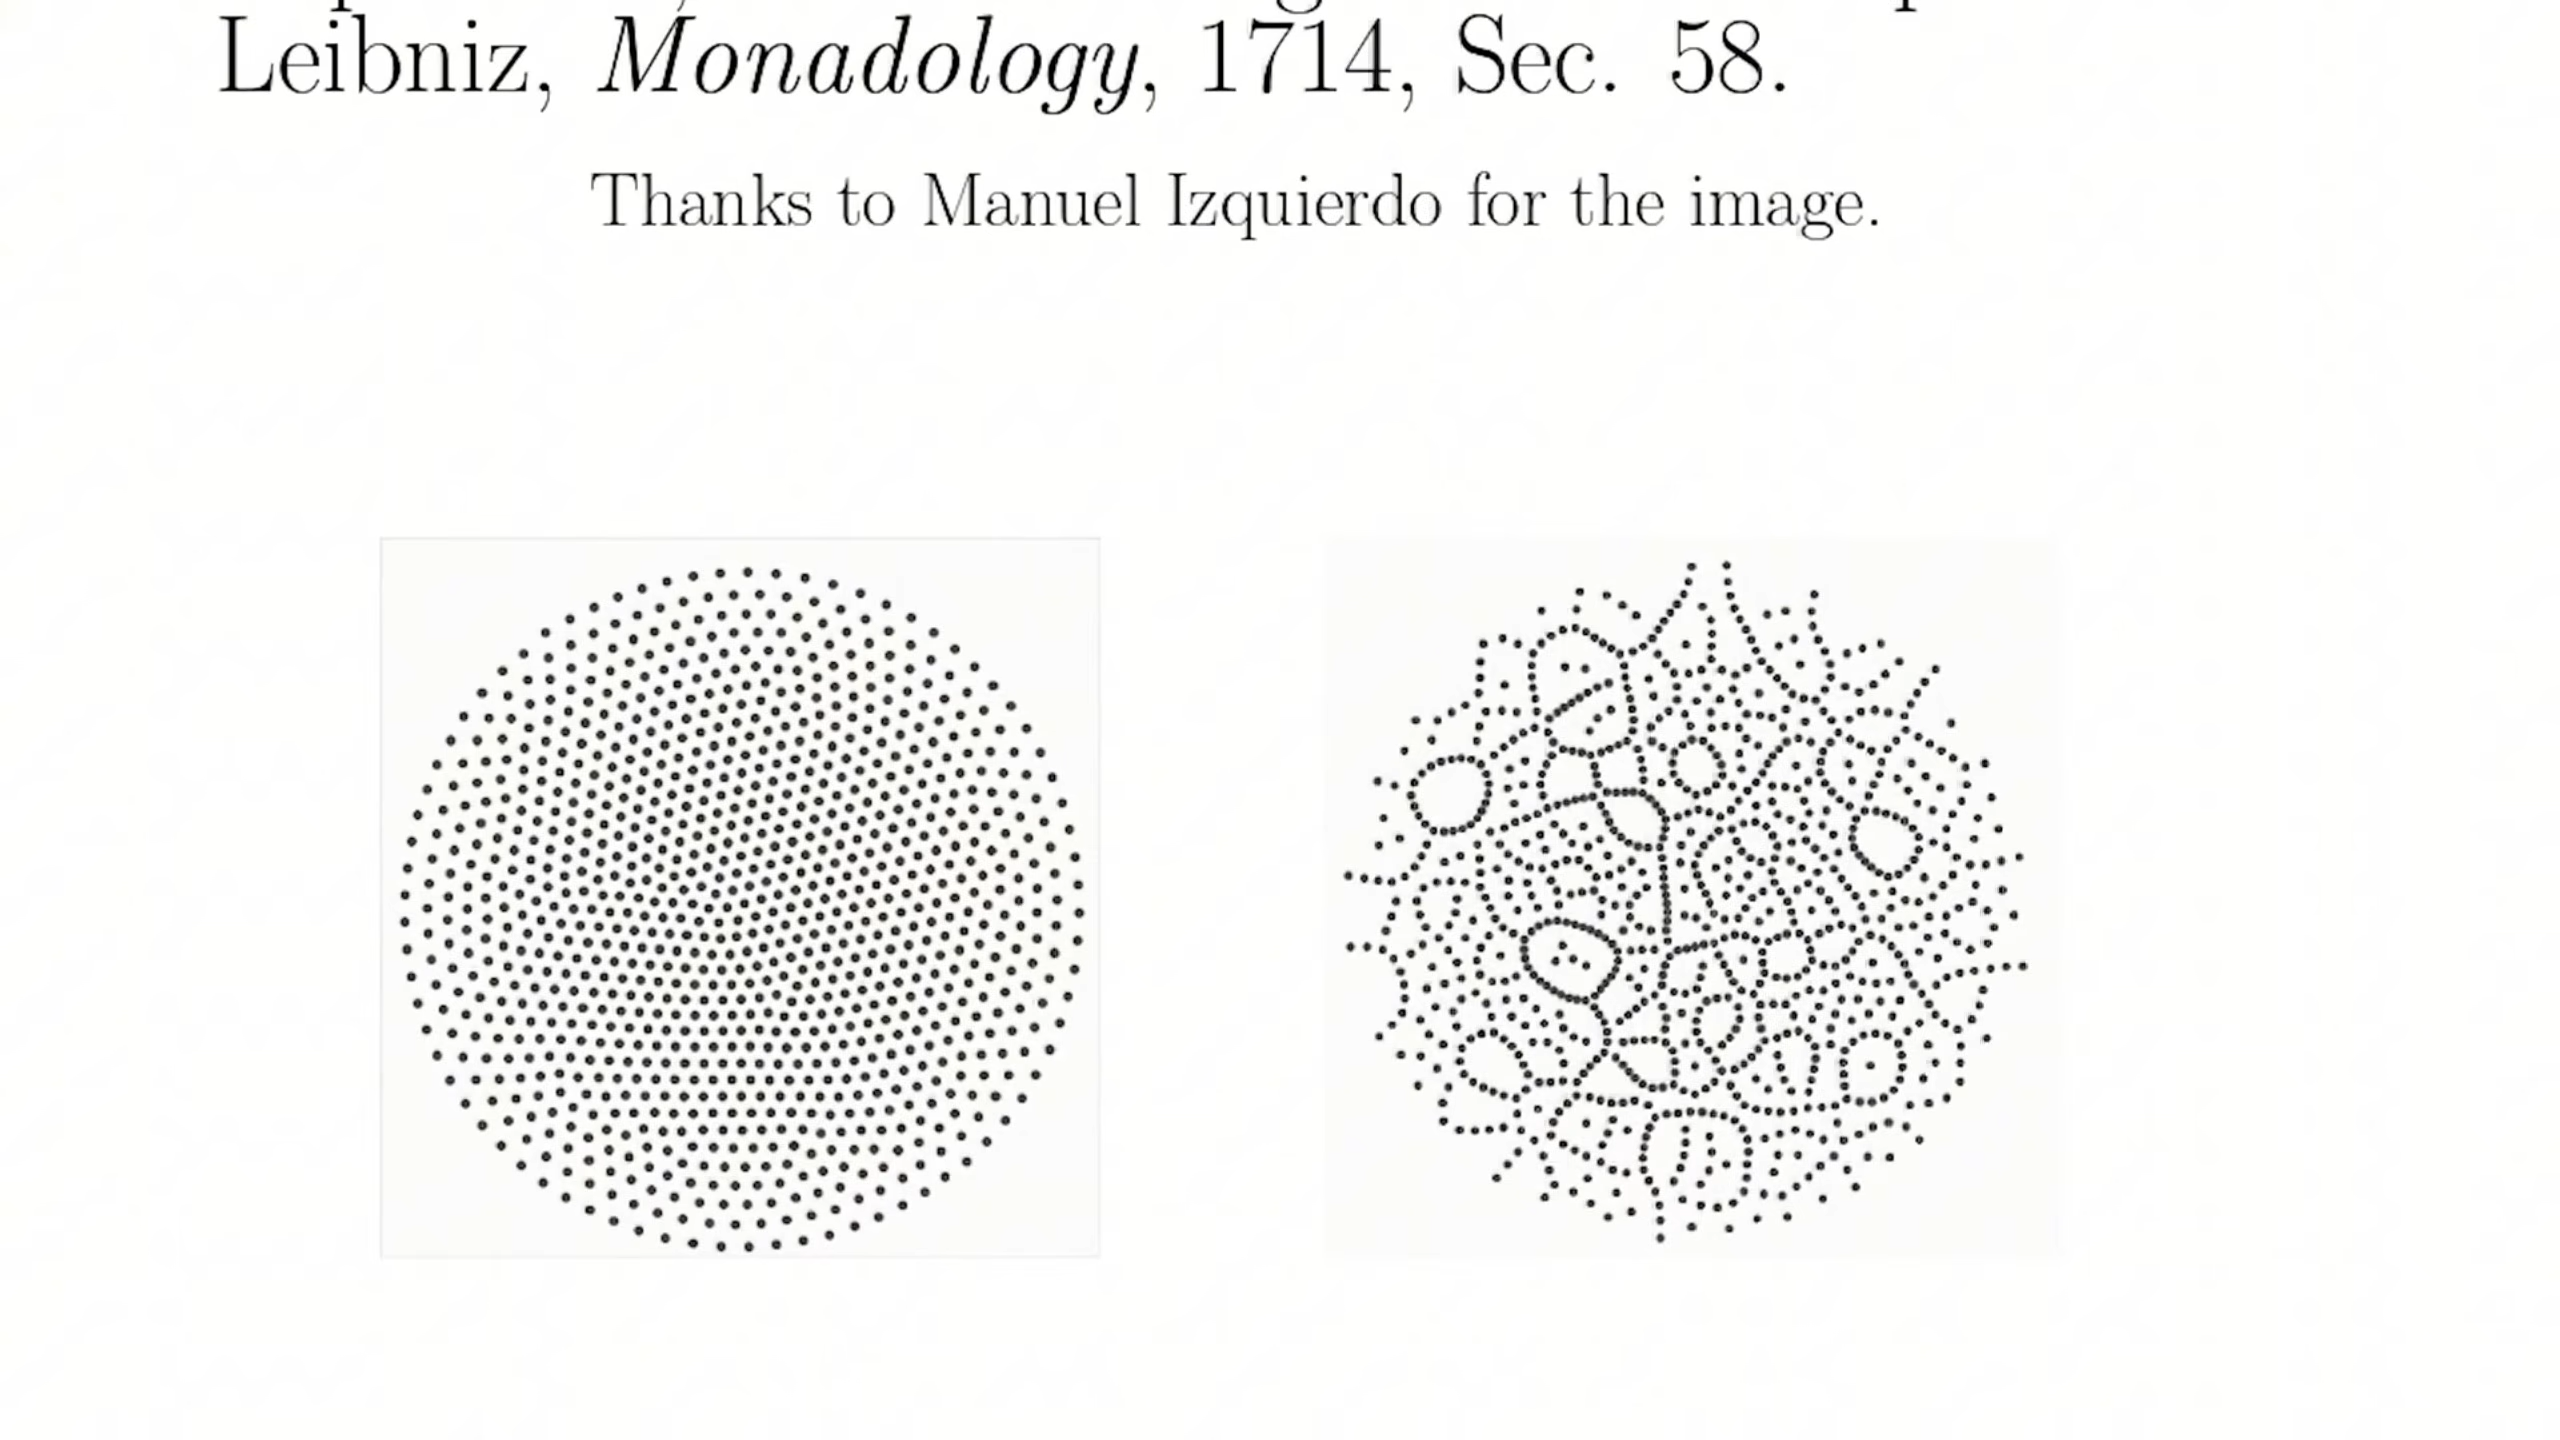 Leibniz, Monadology, 1714, Sec. 58.
Thanks to Manuel Izquierdo for the image.